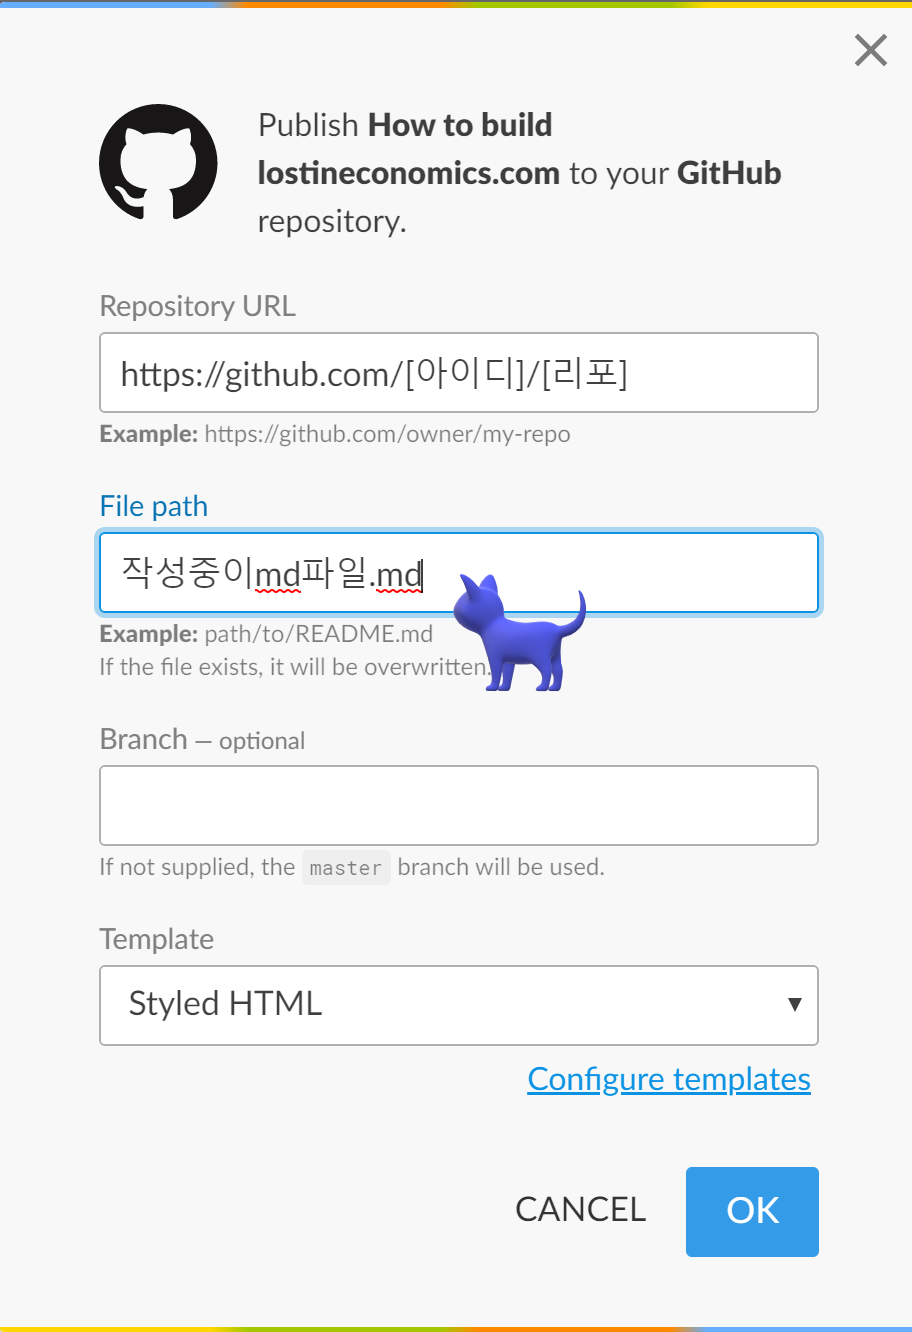 Publish How to build
lostineconomics.com to your GitHub
repository.
Repository URL
https://github.com/[아이디]/[리포]
Example: https://github.com/owner/my-repo
File path
작성중이md파일.md
Example: path/to/README.md
If the file exists, it will be overwritten.
Branch — optional
If not supplied, the master branch will be used.
Template
Styled HTML
Configure templates
CANCEL OK